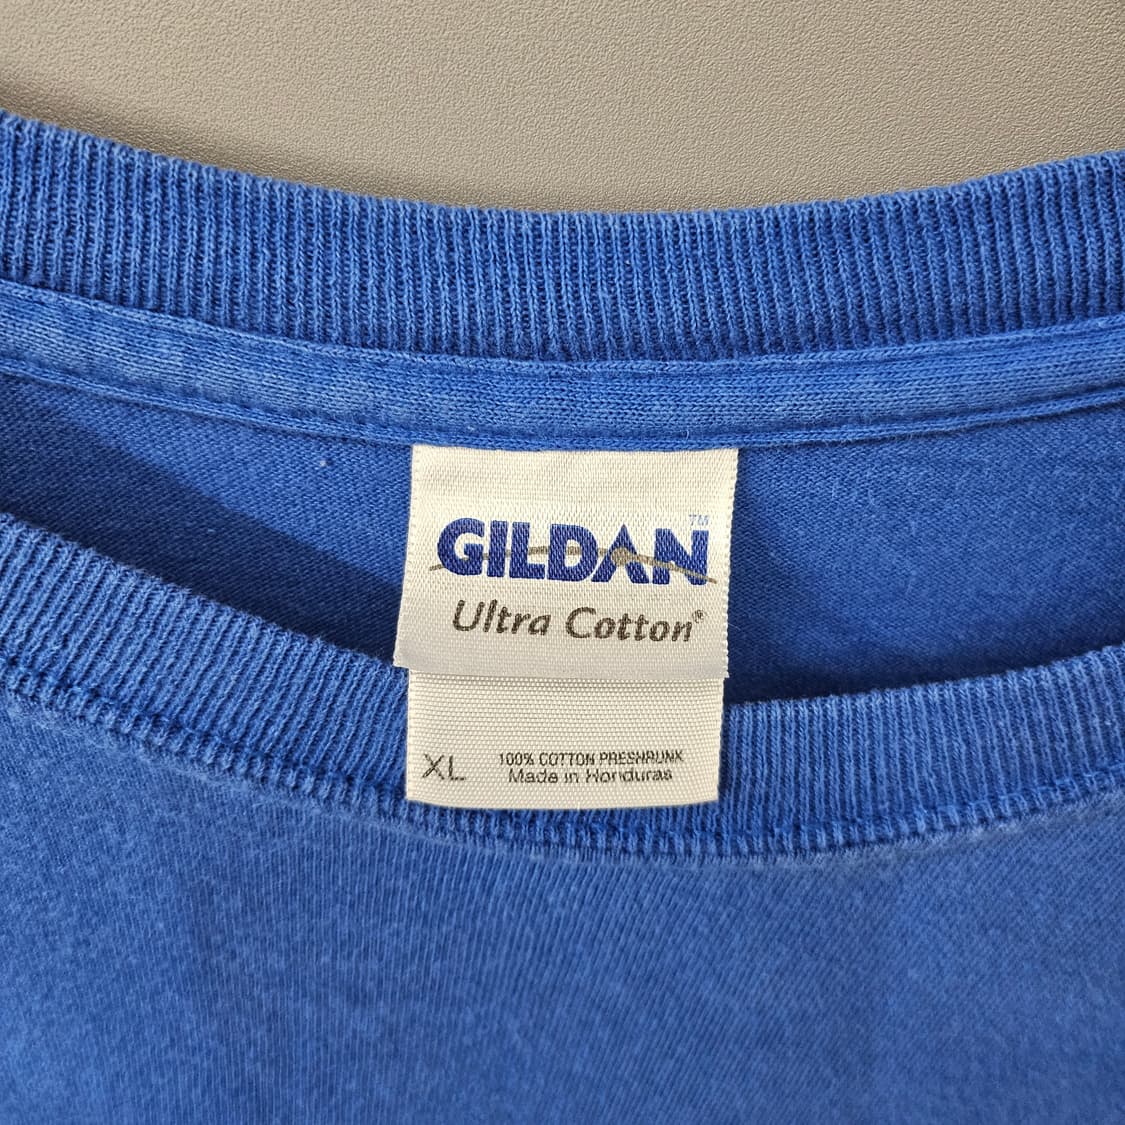 GILDAN™
Ultra Cotton®
XL
100% COTTON PRESHRUNK
Made in Honduras